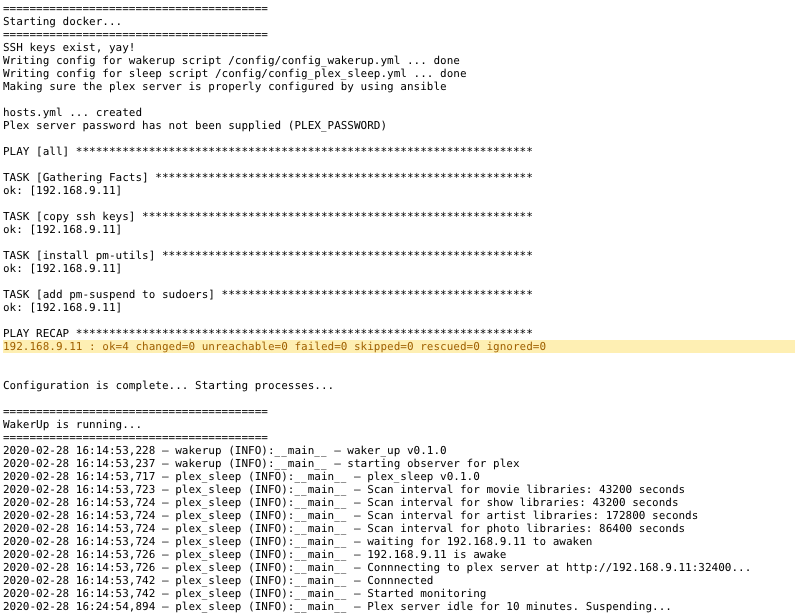 ========================================
Starting docker...
========================================
SSH keys exist, yay!
Writing config for wakerup script /config/config_wakerup.yml ... done
Writing config for sleep script /config/config_plex_sleep.yml ... done
Making sure the plex server is properly configured by using ansible
hosts.yml ... created
Plex server password has not been supplied (PLEX_PASSWORD)
PLAY [all] *********************************************************************
TASK [Gathering Facts] *********************************************************
ok: [192.168.9.11]
TASK [copy ssh keys] ***********************************************************
ok: [192.168.9.11]
TASK [install pm-utils] ********************************************************
ok: [192.168.9.11]
TASK [add pm-suspend to sudoers] ***********************************************
ok: [192.168.9.11]
PLAY RECAP *********************************************************************
192.168.9.11 : ok=4 changed=0 unreachable=0 failed=0 skipped=0 rescued=0 ignored=0
Configuration is complete... Starting processes...
========================================
WakerUp is running...
========================================
2020-02-28 16:14:53,228 – wakerup (INFO):__main__ – waker_up v0.1.0
2020-02-28 16:14:53,237 – wakerup (INFO):__main__ – starting observer for plex
2020-02-28 16:14:53,717 – plex_sleep (INFO):__main__ – plex_sleep v0.1.0
2020-02-28 16:14:53,723 – plex_sleep (INFO):__main__ – Scan interval for movie libraries: 43200 seconds
2020-02-28 16:14:53,724 – plex_sleep (INFO):__main__ – Scan interval for show libraries: 43200 seconds
2020-02-28 16:14:53,724 – plex_sleep (INFO):__main__ – Scan interval for artist libraries: 172800 seconds
2020-02-28 16:14:53,724 – plex_sleep (INFO):__main__ – Scan interval for photo libraries: 86400 seconds
2020-02-28 16:14:53,724 – plex_sleep (INFO):__main__ – waiting for 192.168.9.11 to awaken
2020-02-28 16:14:53,726 – plex_sleep (INFO):__main__ – 192.168.9.11 is awake
2020-02-28 16:14:53,726 – plex_sleep (INFO):__main__ – Connnecting to plex server at http://192.168.9.11:32400...
2020-02-28 16:14:53,742 – plex_sleep (INFO):__main__ – Connnected
2020-02-28 16:14:53,742 – plex_sleep (INFO):__main__ – Started monitoring
2020-02-28 16:24:54,894 – plex_sleep (INFO):__main__ – Plex server idle for 10 minutes. Suspending...